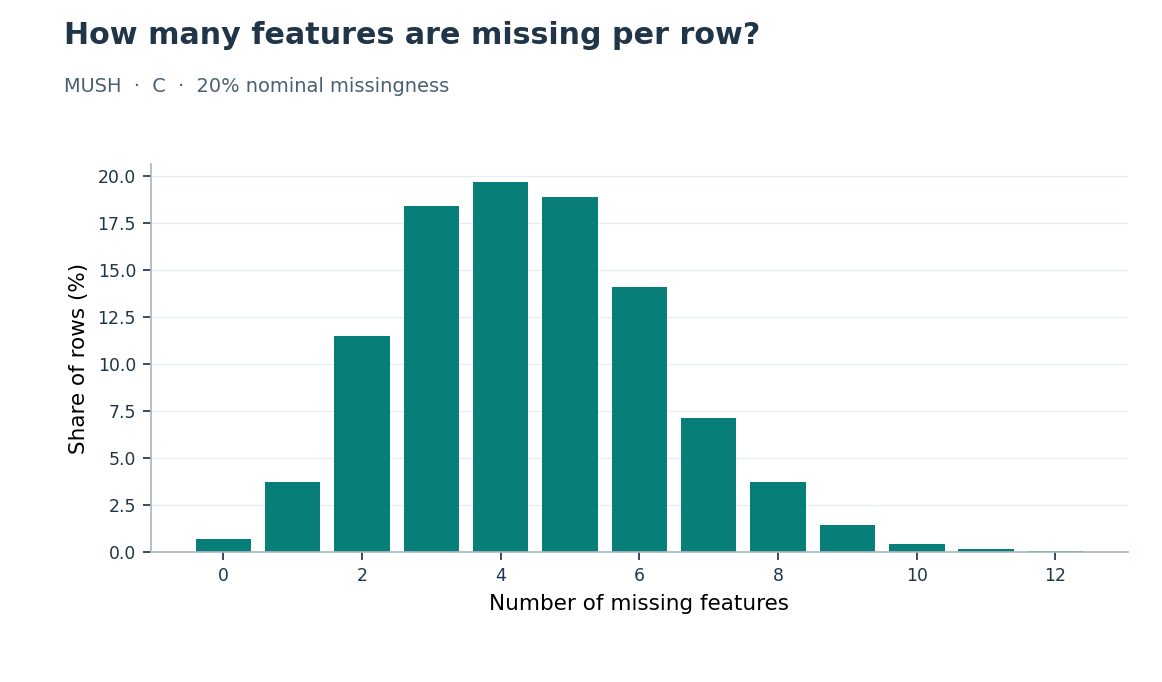 How many features are missing per row?
MUSH · C · 20% nominal missingness
20.0
17.5
15.0
12.5
10.0
7.5
5.0
2.5
0.0
Share of rows (%)
0 2 4 6 8 10 12
Number of missing features